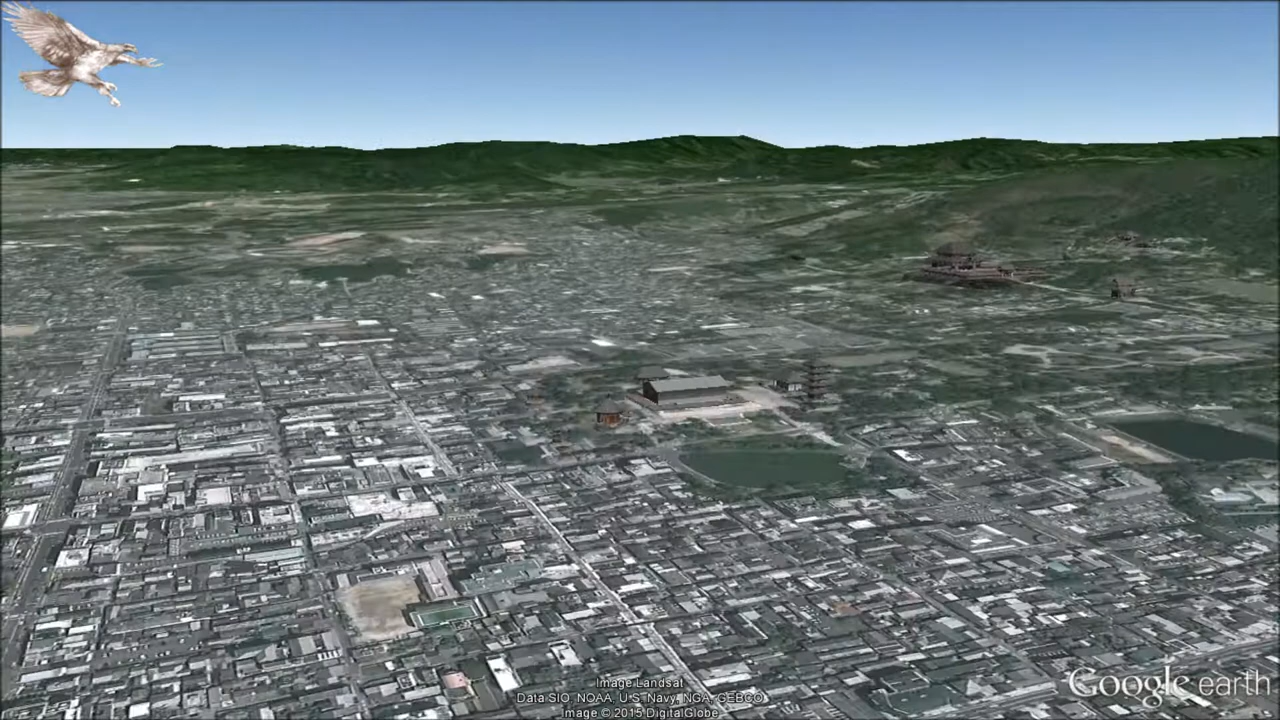 Image Landsat
Data SIO, NOAA, U.S. Navy, NGA, GEBCO
Image © 2015 DigitalGlobe
Google earth